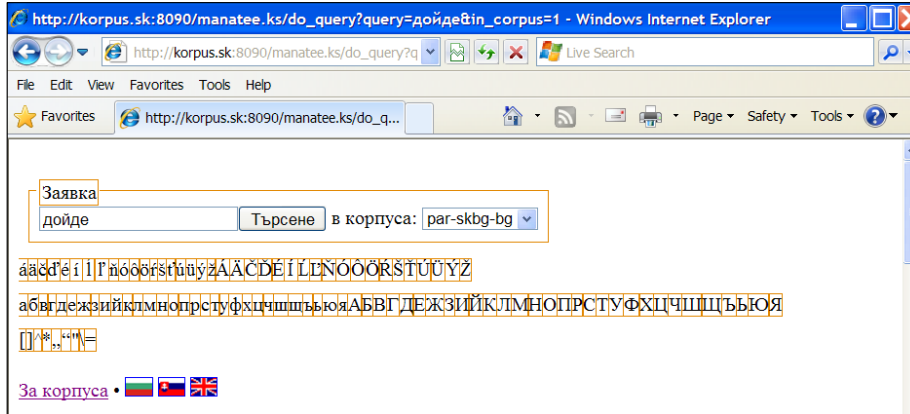 http://korpus.sk:8090/manatee.ks/do_query?query=дойде&in_corpus=1 - Windows Internet Explorer
http://korpus.sk:8090/manatee.ks/do_query?q
Live Search
File Edit View Favorites Tools Help
Favorites http://korpus.sk:8090/manatee.ks/do_q... Page Safety Tools
Заявка
дойде Търсене в корпуса: par-skbg-bg
áäčďéíĺľňóôöŕšťúüýžÁÄČĎÉÍĹĽŇÓÔÖŔŠŤÚÜÝŽ
абвгдежзийклмнопрстуфхцчшщъьюяАБВГДЕЖЗИЙКЛМНОПРСТУФХЦЧШЩЪЬЮЯ
[]^*„“"\=
За корпуса •